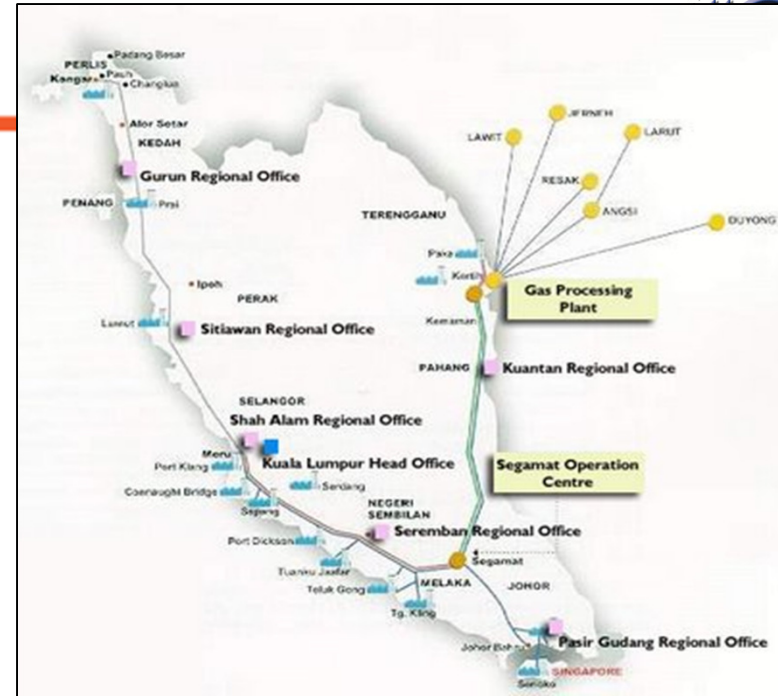 Padang Besar
PERLIS
Pauh
Kangar
Changlun
Alor Setar
KEDAH
Gurun Regional Office
PENANG
Prai
Ipoh
PERAK
Lumut
Sitiawan Regional Office
SELANGOR
Shah Alam Regional Office
Meru
Kuala Lumpur Head Office
Port Klang
Serdang
Connaught Bridge
Sepang
NEGERI
SEMBILAN
Seremban Regional Office
Port Dickson
Tuanku Jaafar
Teluk Gong
MELAKA
Tg. Kling
Segamat
JOHOR
Johor Bahru
Pasir Gudang Regional Office
SINGAPORE
Senoko
LAWIT
JERNEH
LARUT
RESAK
ANGSI
DUYONG
TERENGGANU
Paka
Kertih
Gas Processing
Plant
Kemaman
PAHANG
Kuantan Regional Office
Segamat Operation
Centre